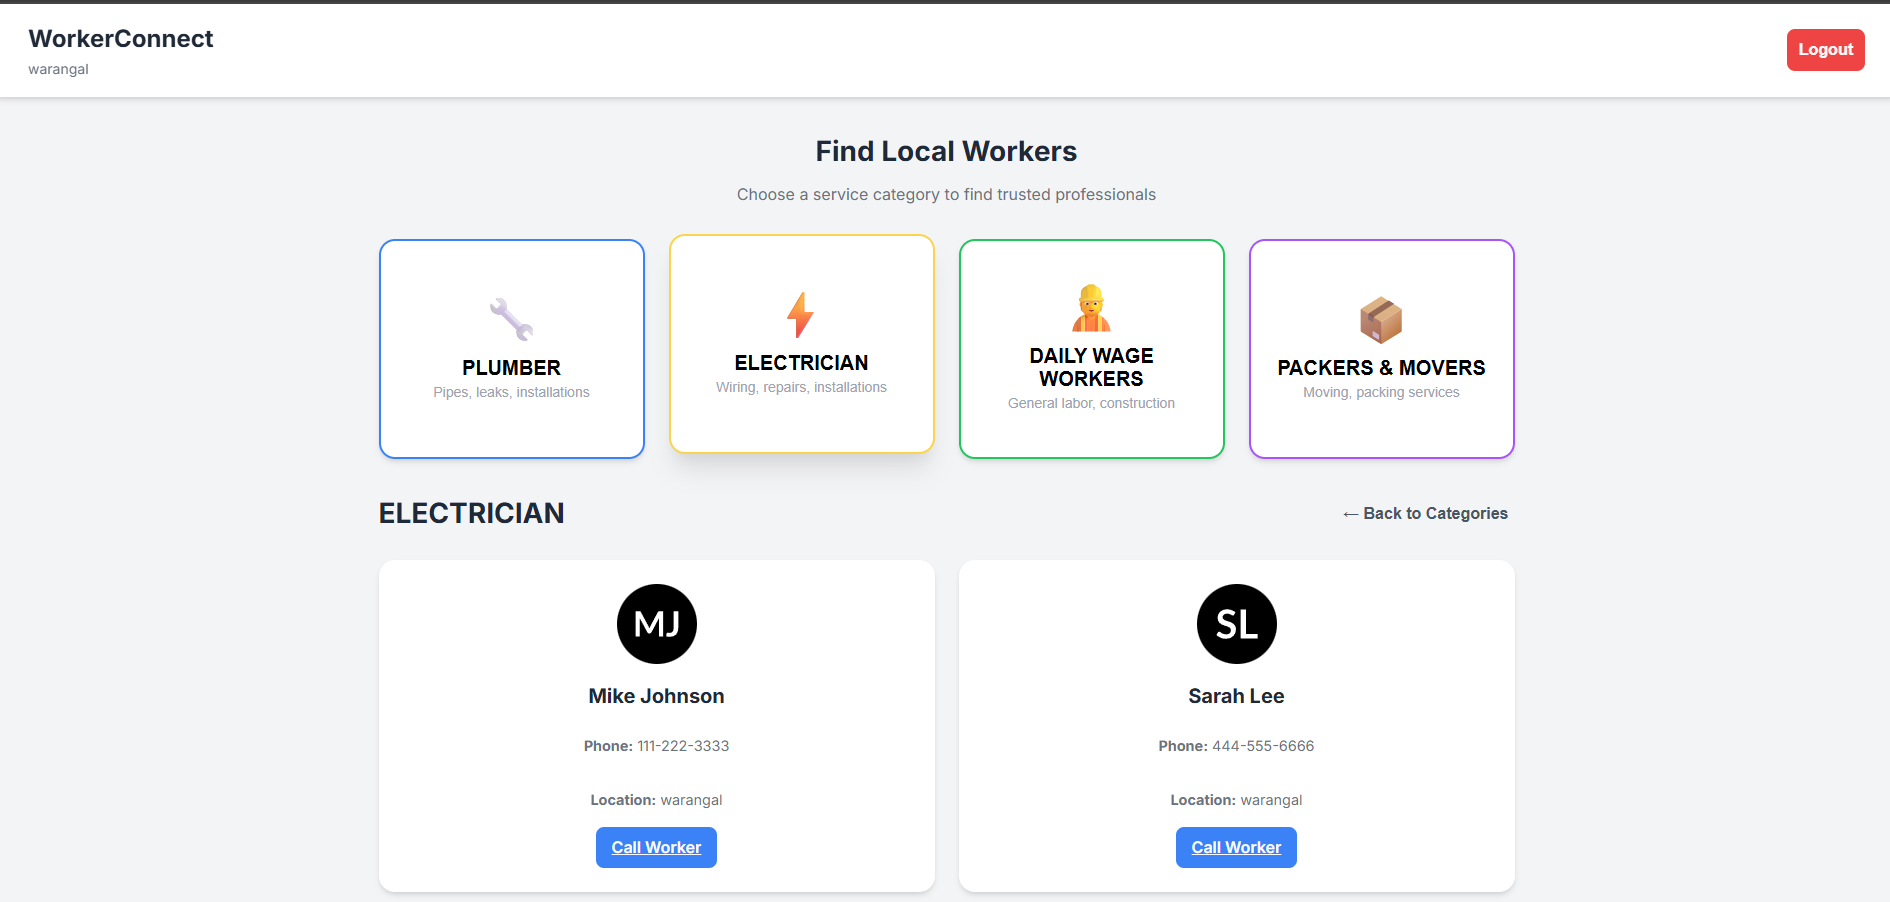 WorkerConnect
warangal
Logout
Find Local Workers
Choose a service category to find trusted professionals
PLUMBER
Pipes, leaks, installations
ELECTRICIAN
Wiring, repairs, installations
DAILY WAGE
WORKERS
General labor, construction
PACKERS & MOVERS
Moving, packing services
ELECTRICIAN
← Back to Categories
MJ
Mike Johnson
Phone: 111-222-3333
Location: warangal
Call Worker
SL
Sarah Lee
Phone: 444-555-6666
Location: warangal
Call Worker